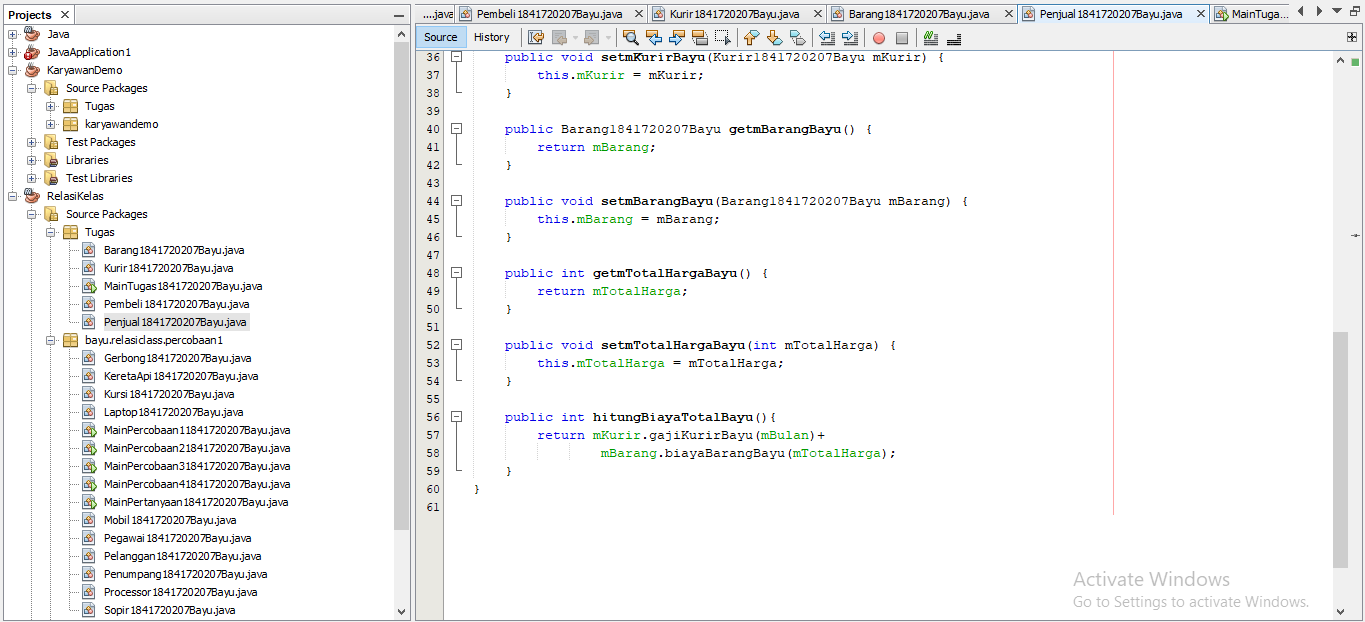 Projects
Java
JavaApplication1
KaryawanDemo
Source Packages
Tugas
karyawandemo
Test Packages
Libraries
Test Libraries
RelasiKelas
Source Packages
Tugas
Barang1841720207Bayu.java
Kurir1841720207Bayu.java
MainTugas1841720207Bayu.java
Pembeli1841720207Bayu.java
Penjual1841720207Bayu.java
bayu.relasiclass.percobaan1
Gerbong1841720207Bayu.java
KeretaApi1841720207Bayu.java
Kursi1841720207Bayu.java
Laptop1841720207Bayu.java
MainPercobaan11841720207Bayu.java
MainPercobaan21841720207Bayu.java
MainPercobaan31841720207Bayu.java
MainPercobaan41841720207Bayu.java
MainPertanyaan1841720207Bayu.java
Mobil1841720207Bayu.java
Pegawai1841720207Bayu.java
Pelanggan1841720207Bayu.java
Penumpang1841720207Bayu.java
Processor1841720207Bayu.java
Sopir1841720207Bayu.java
....java Pembeli1841720207Bayu.java Kurir1841720207Bayu.java Barang1841720207Bayu.java Penjual1841720207Bayu.java MainTuga...
Source History
36 public void setmKurirBayu(Kurir1841720207Bayu mKurir) {
37 this.mKurir = mKurir;
38 }
39
40 public Barang1841720207Bayu getmBarangBayu() {
41 return mBarang;
42 }
43
44 public void setmBarangBayu(Barang1841720207Bayu mBarang) {
45 this.mBarang = mBarang;
46 }
47
48 public int getmTotalHargaBayu() {
49 return mTotalHarga;
50 }
51
52 public void setmTotalHargaBayu(int mTotalHarga) {
53 this.mTotalHarga = mTotalHarga;
54 }
55
56 public int hitungBiayaTotalBayu(){
57 return mKurir.gajiKurirBayu(mBulan)+
58 mBarang.biayaBarangBayu(mTotalHarga);
59 }
60 }
61
Activate Windows
Go to Settings to activate Windows.